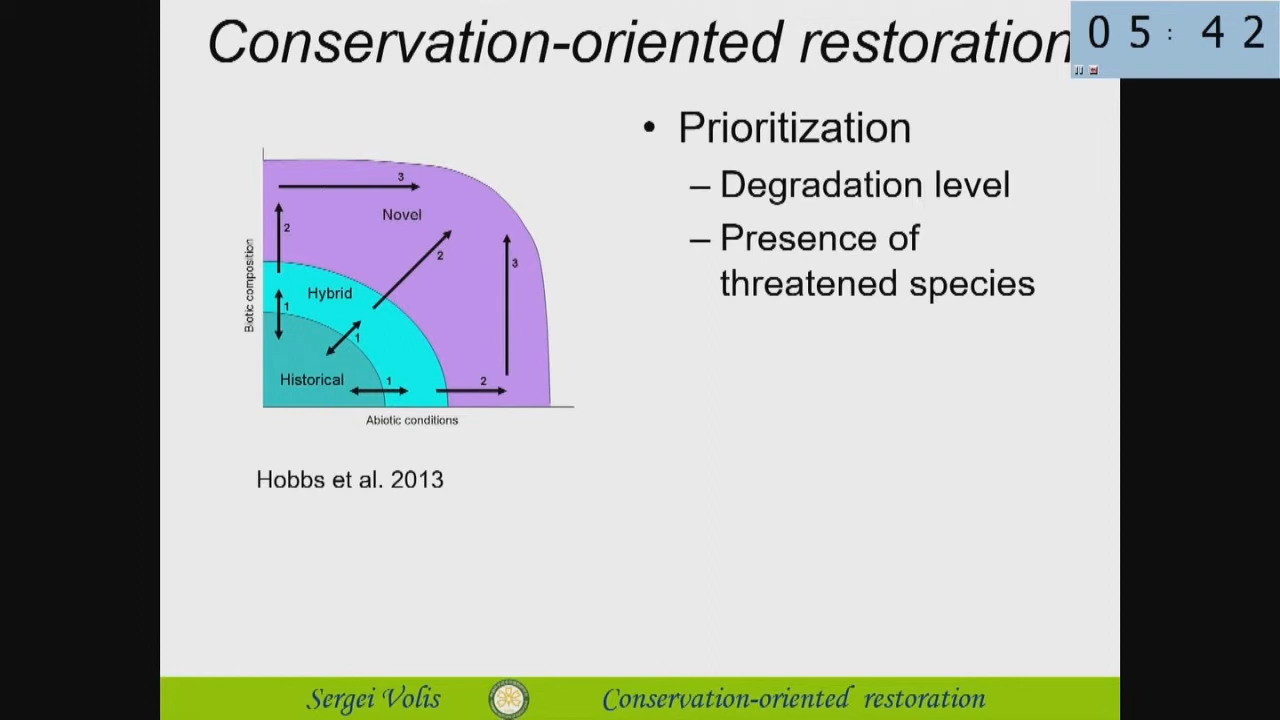 Conservation-oriented restoration
05:42
• Prioritization
– Degradation level
– Presence of
threatened species
3
Novel
2
2
3
Hybrid
1
1
Historical
1
2
Biotic composition
Abiotic conditions
Hobbs et al. 2013
Sergei Volis
Conservation-oriented restoration